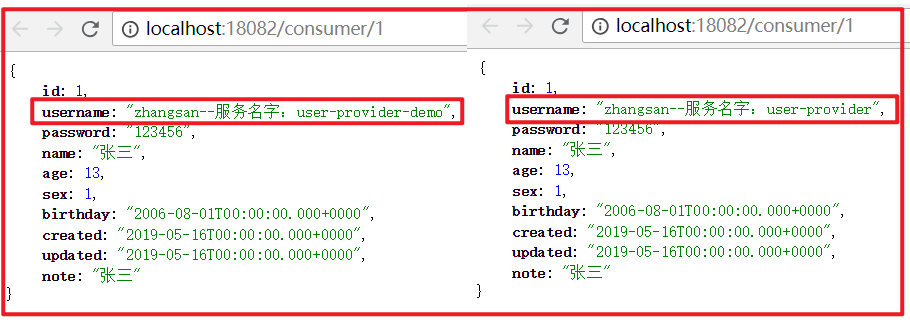 localhost:18082/consumer/1
{
id: 1,
username: "zhangsan--服务名字：user-provider-demo",
password: "123456",
name: "张三",
age: 13,
sex: 1,
birthday: "2006-08-01T00:00:00.000+0000",
created: "2019-05-16T00:00:00.000+0000",
updated: "2019-05-16T00:00:00.000+0000",
note: "张三"
}
localhost:18082/consumer/1
{
id: 1,
username: "zhangsan--服务名字：user-provider",
password: "123456",
name: "张三",
age: 13,
sex: 1,
birthday: "2006-08-01T00:00:00.000+0000",
created: "2019-05-16T00:00:00.000+0000",
updated: "2019-05-16T00:00:00.000+0000",
note: "张三"
}